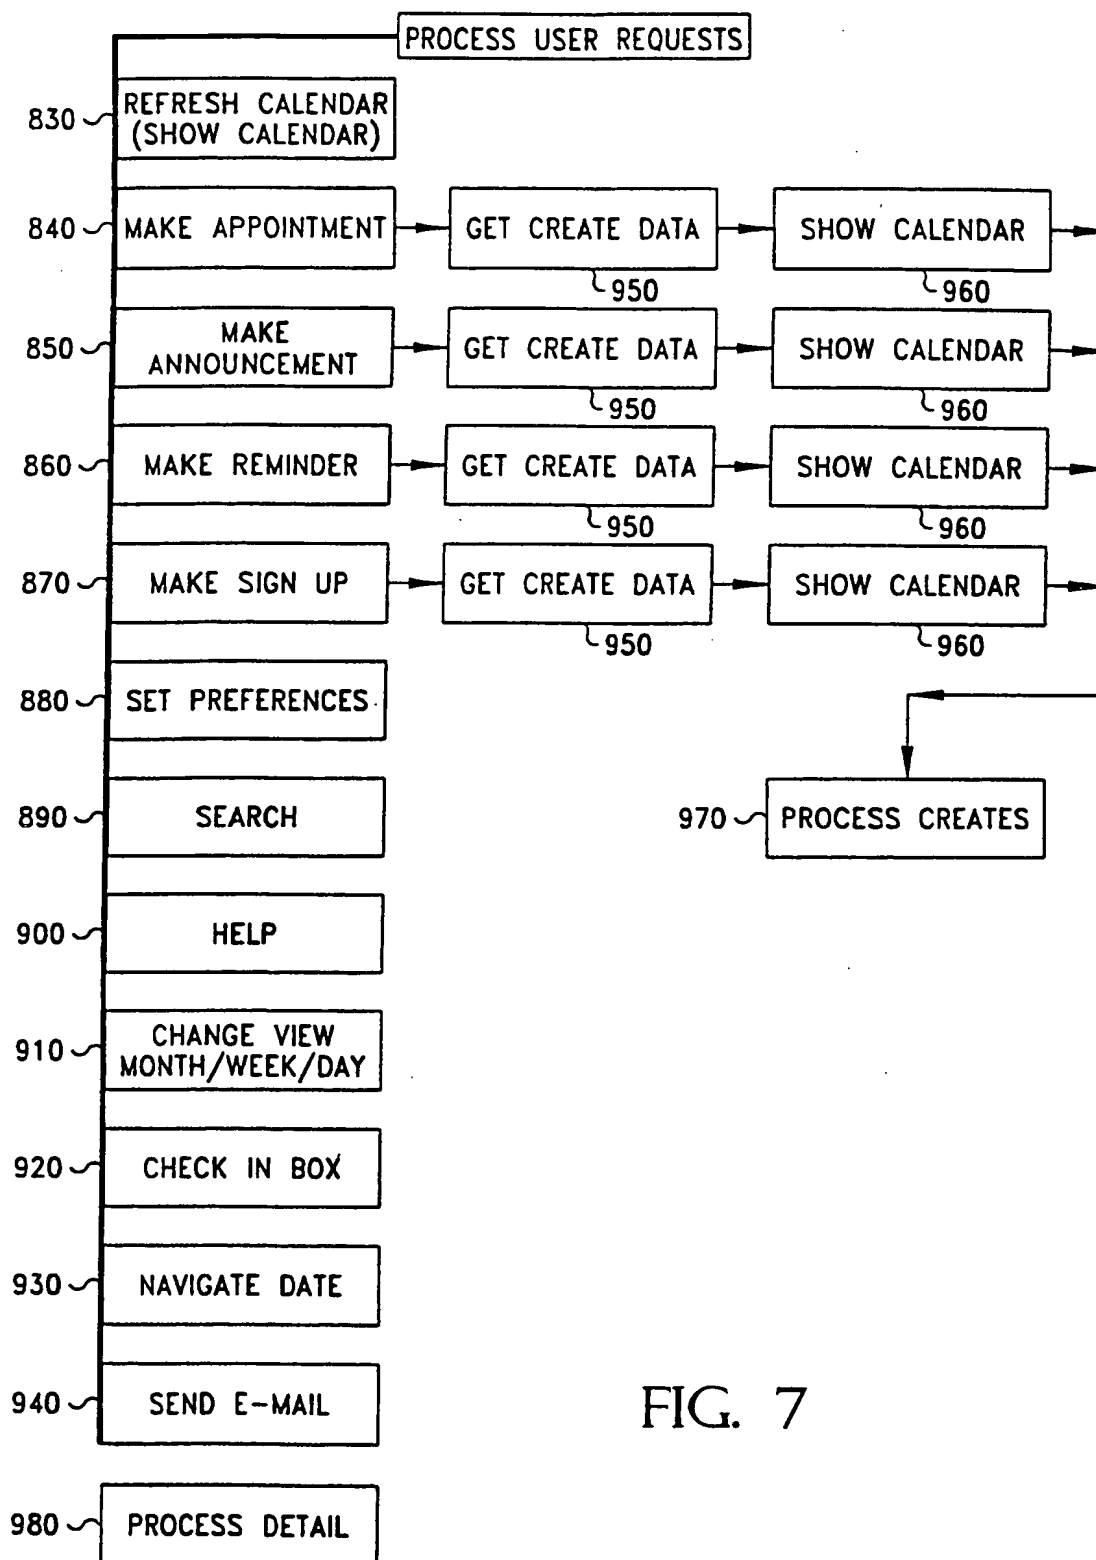 PROCESS USER REQUESTS
830
REFRESH CALENDAR
(SHOW CALENDAR)
840
MAKE APPOINTMENT
GET CREATE DATA
SHOW CALENDAR
950
960
850
MAKE
ANNOUNCEMENT
GET CREATE DATA
SHOW CALENDAR
950
960
860
MAKE REMINDER
GET CREATE DATA
SHOW CALENDAR
950
960
870
MAKE SIGN UP
GET CREATE DATA
SHOW CALENDAR
950
960
880
SET PREFERENCES
890
SEARCH
970
PROCESS CREATES
900
HELP
910
CHANGE VIEW
MONTH/WEEK/DAY
920
CHECK IN BOX
930
NAVIGATE DATE
940
SEND E-MAIL
FIG. 7
980
PROCESS DETAIL